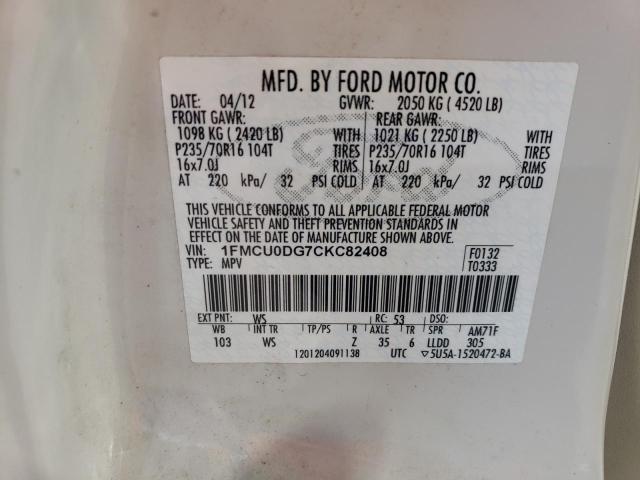 MFD. BY FORD MOTOR CO.
DATE: 04/12 GVWR: 2050 KG ( 4520 LB)
FRONT GAWR: REAR GAWR:
1098 KG ( 2420 LB) WITH 1021 KG ( 2250 LB) WITH
P235/70R16 104T TIRES P235/70R16 104T TIRES
16x7.0J RIMS 16x7.0J RIMS
AT 220 kPa/ 32 PSI COLD AT 220 kPa/ 32 PSI COLD
THIS VEHICLE CONFORMS TO ALL APPLICABLE FEDERAL MOTOR
VEHICLE SAFETY AND THEFT PREVENTION STANDARDS IN
EFFECT ON THE DATE OF MANUFACTURE SHOWN ABOVE.
VIN: 1FMCU0DG7CKC82408 F0132
TYPE: MPV T0333
EXT PNT: WS RC: 53 DSO:
WB INT TR TP/PS R AXLE TR SPR AM71F
103 WS Z 35 6 LLDD 305
1201204091138 UTC ▽5U5A-1520472-BA